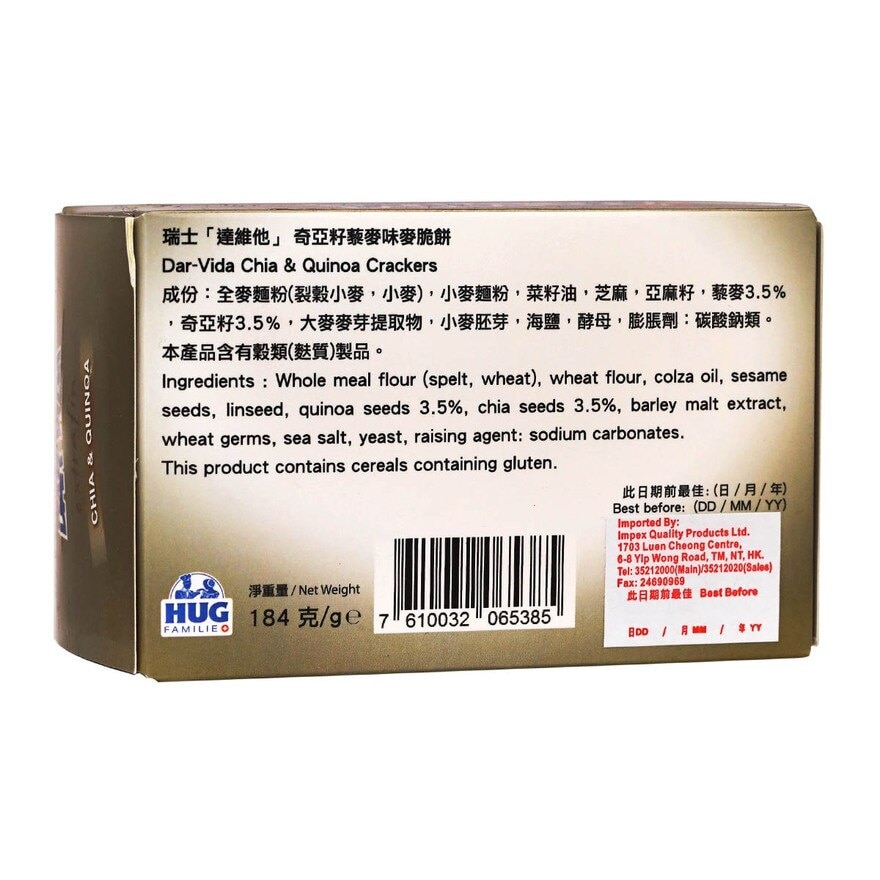 瑞士「達維他」 奇亞籽藜麥味麥脆餅
Dar-Vida Chia & Quinoa Crackers
成份：全麥麵粉(裂穀小麥，小麥)，小麥麵粉，菜籽油，芝麻，亞麻籽，藜麥3.5%
，奇亞籽3.5%，大麥麥芽提取物，小麥胚芽，海鹽，酵母，膨脹劑：碳酸鈉類。
本產品含有穀類(麩質)製品。
Ingredients : Whole meal flour (spelt, wheat), wheat flour, colza oil, sesame
seeds, linseed, quinoa seeds 3.5%, chia seeds 3.5%, barley malt extract,
wheat germs, sea salt, yeast, raising agent: sodium carbonates.
This product contains cereals containing gluten.
此日期前最佳：(日 / 月 / 年)
Best before: (DD / MM / YY)
Imported By:
Impex Quality Products Ltd.
1703 Luen Cheong Centre,
6-8 Yip Wong Road, TM, NT, HK.
Tel: 35212000(Main)/35212020(Sales)
Fax: 24690969
此日期前最佳 Best Before
日DD / 月MM / 年YY
淨重量 / Net Weight
184 克/g℮
7 610032 065385
HUG
FAMILIE
CHIA & QUINOA